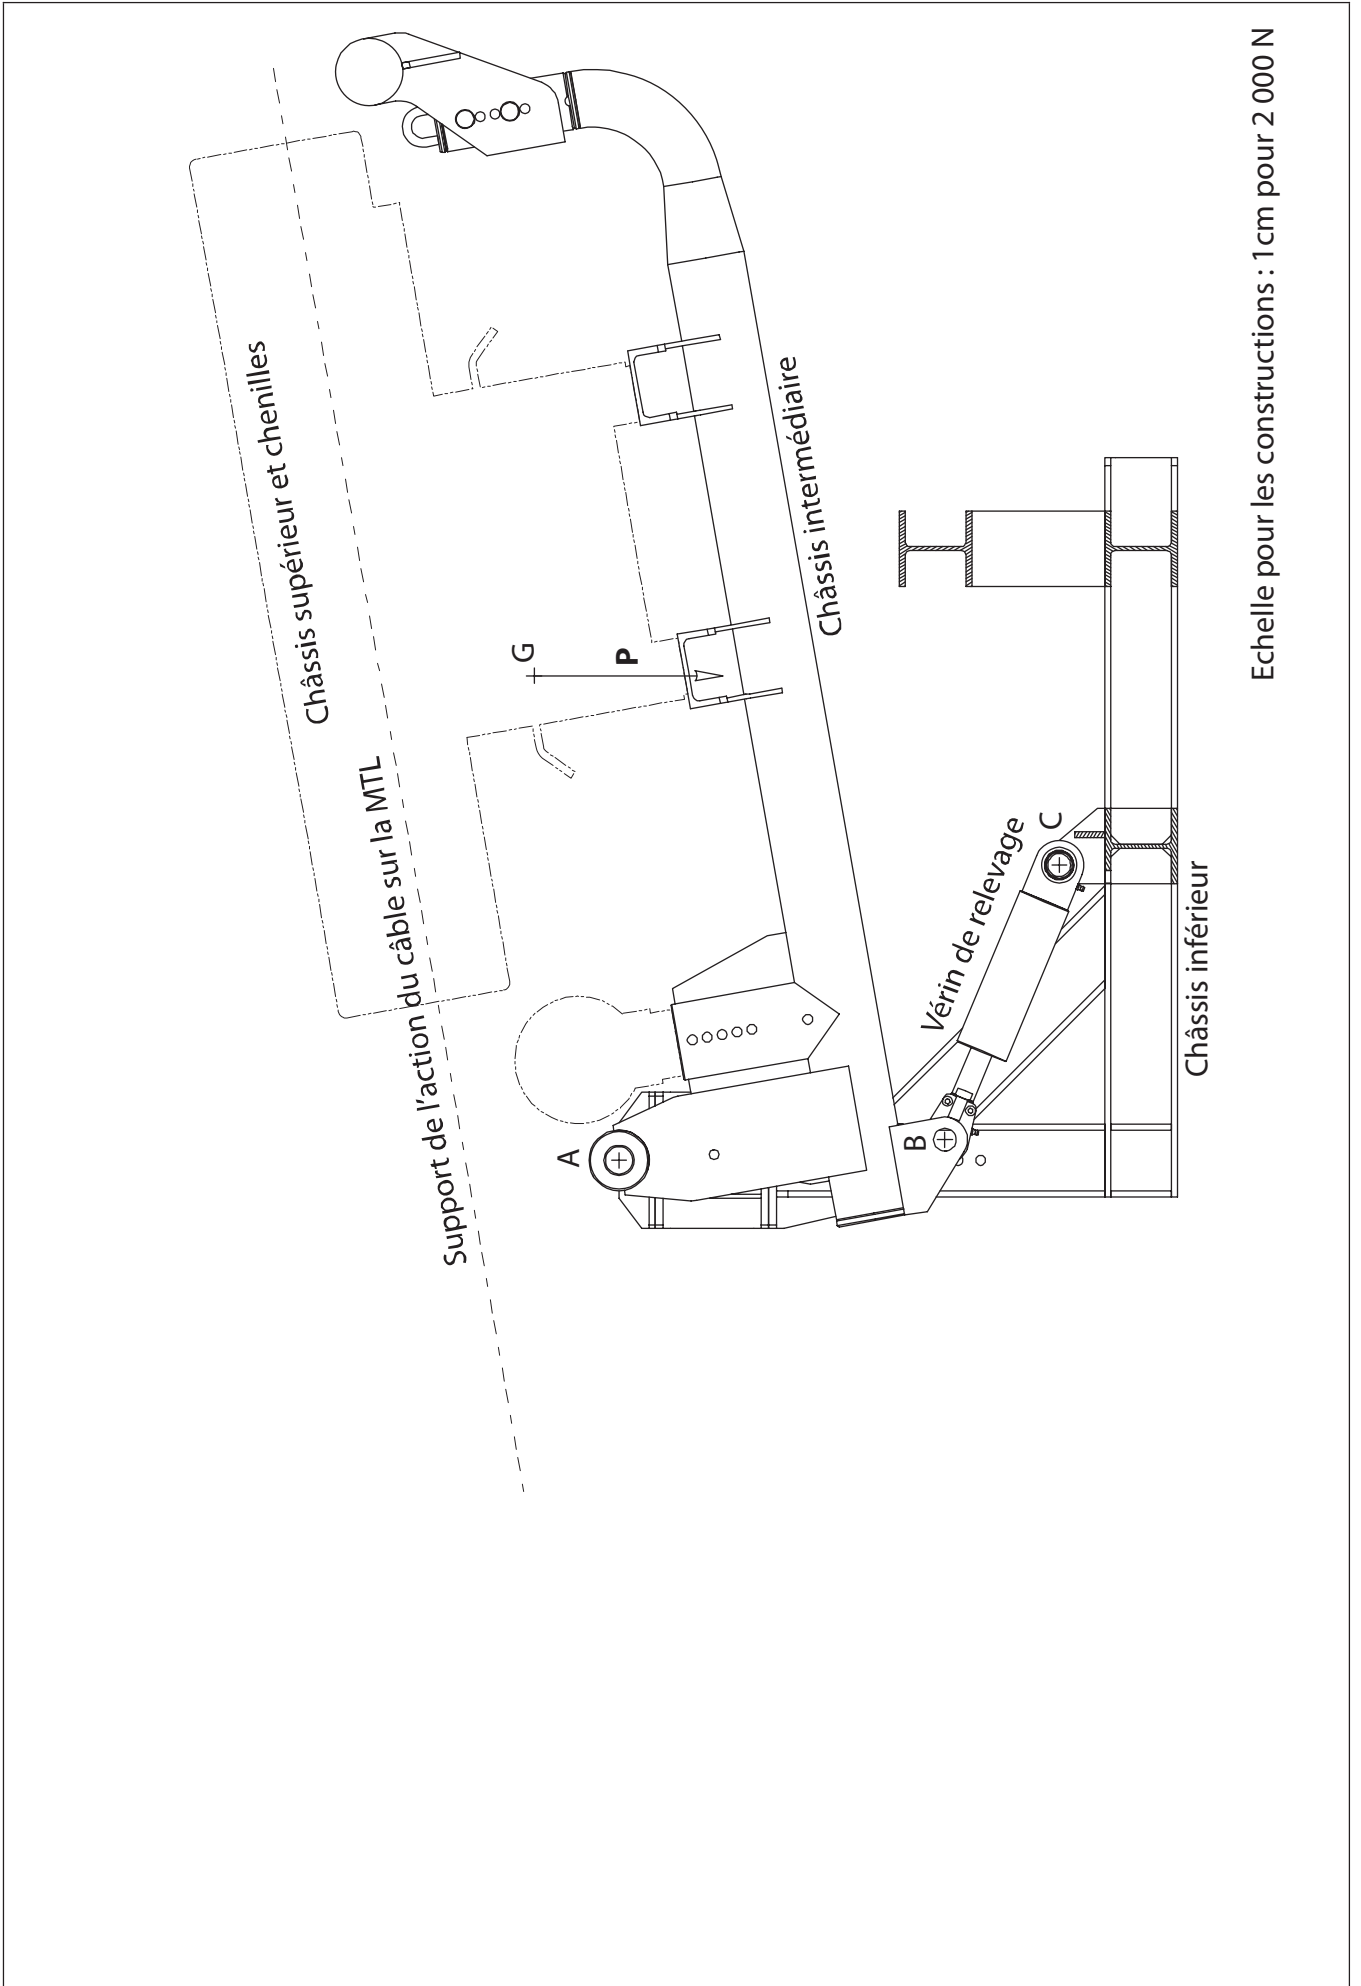 Châssis supérieur et chenilles
Support de l'action du câble sur la MTL
G
P
A
Châssis intermédiaire
Vérin de relevage
B
C
Châssis inférieur
Echelle pour les constructions : 1cm pour 2 000 N